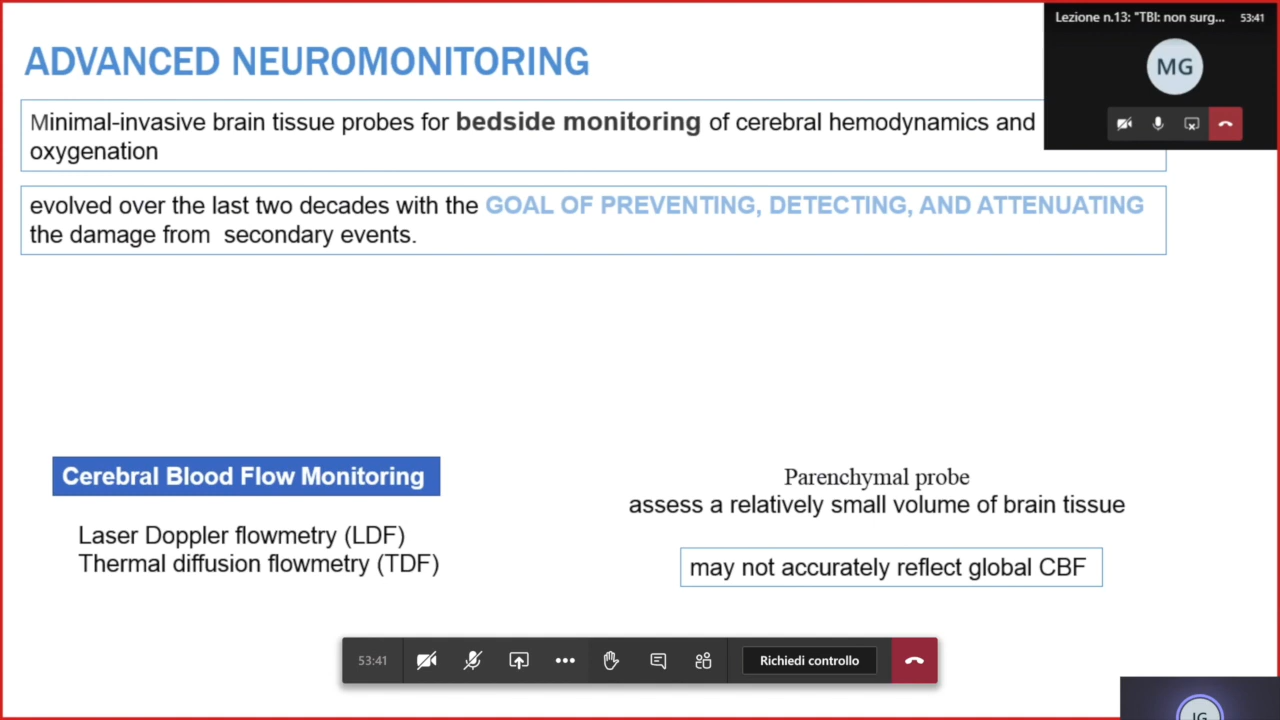 Lezione n.13: "TBI: non surg... 53:41
MG
ADVANCED NEUROMONITORING
Minimal-invasive brain tissue probes for bedside monitoring of cerebral hemodynamics and
oxygenation
evolved over the last two decades with the GOAL OF PREVENTING, DETECTING, AND ATTENUATING
the damage from secondary events.
Cerebral Blood Flow Monitoring
Laser Doppler flowmetry (LDF)
Thermal diffusion flowmetry (TDF)
Parenchymal probe
assess a relatively small volume of brain tissue
may not accurately reflect global CBF
53:41
Richiedi controllo